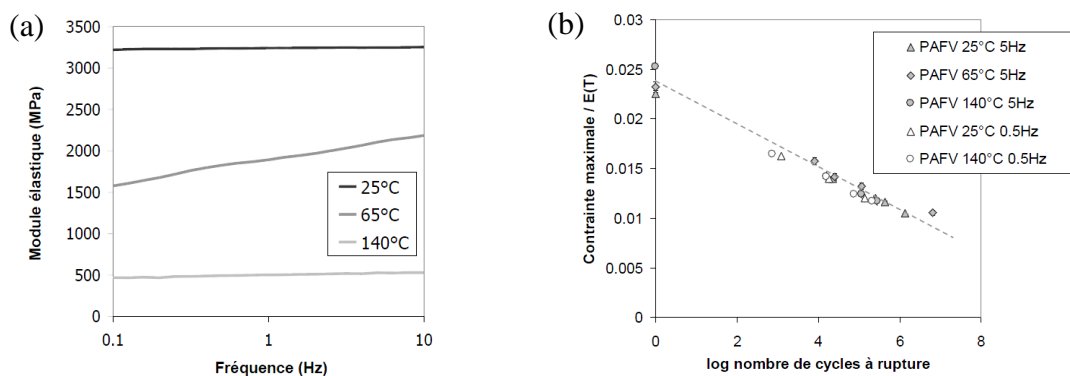 (a)
Module élastique (MPa)
3500
3000
2500
2000
1500
1000
500
0
25°C
65°C
140°C
0.1
1
10
Fréquence (Hz)
(b)
Contrainte maximale / E(T)
0.03
0.025
0.02
0.015
0.01
0.005
0
PAFV 25°C 5Hz
PAFV 65°C 5Hz
PAFV 140°C 5Hz
PAFV 25°C 0.5Hz
PAFV 140°C 0.5Hz
0
2
4
6
8
log nombre de cycles à rupture